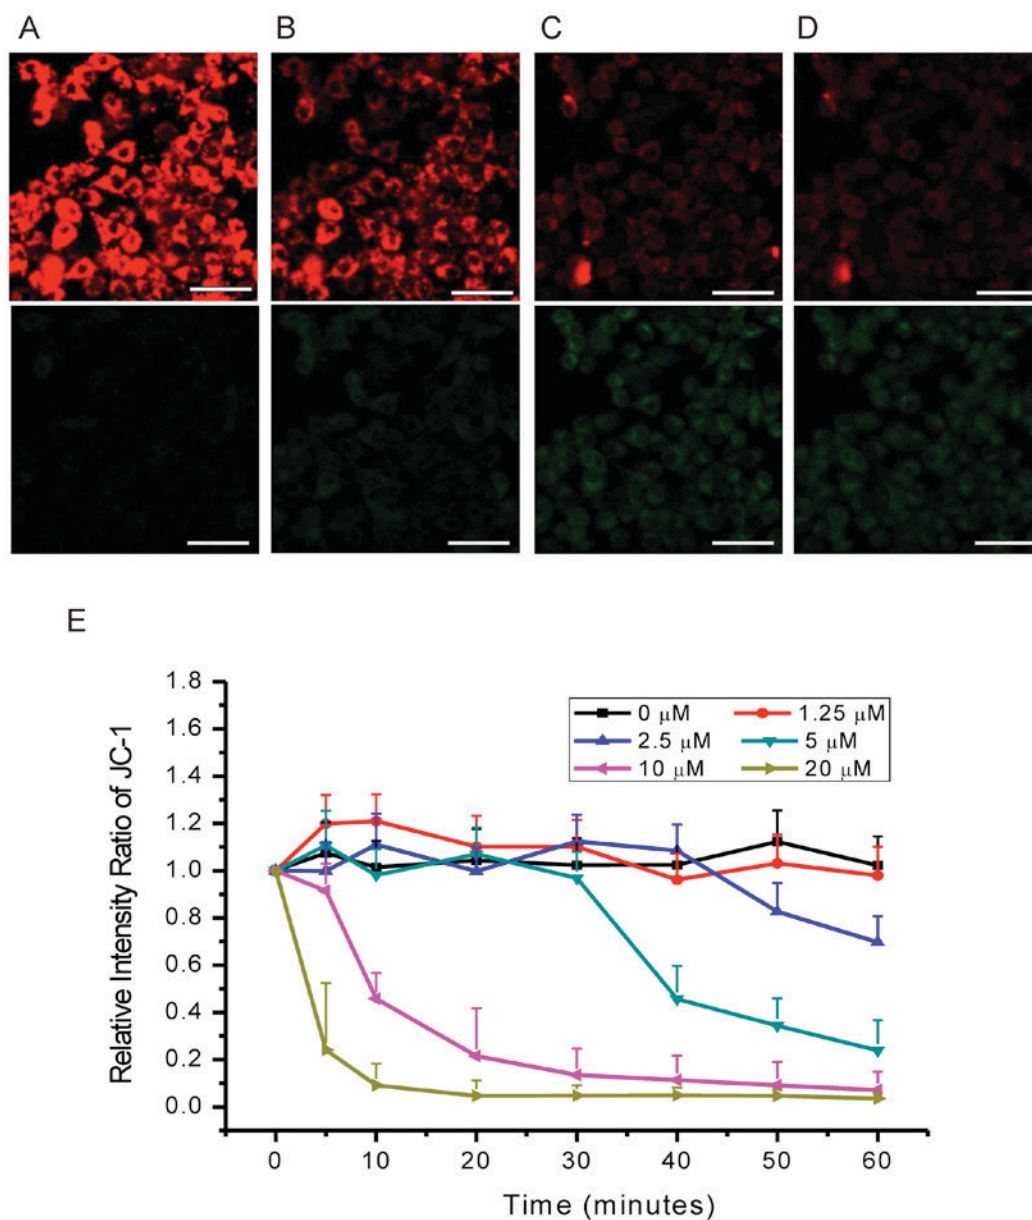 A B C D
E
Relative Intensity Ratio of JC-1
1.8
1.6
1.4
1.2
1.0
0.8
0.6
0.4
0.2
0.0
0 μM 1.25 μM
2.5 μM 5 μM
10 μM 20 μM
0 10 20 30 40 50 60
Time (minutes)